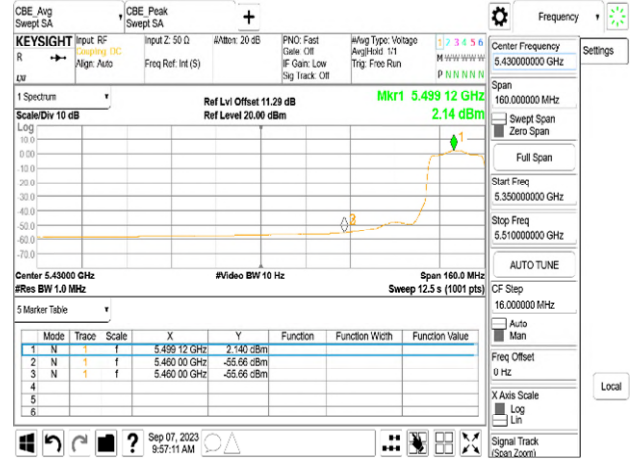 CBE_Avg
Swept SA
CBE_Peak
Swept SA
+
Frequency
KEYSIGHT
R
Input: RF
Coupling: DC
Align: Auto
Input Z: 50 Ω
Freq Ref: Int (S)
#Atten: 20 dB
PNO: Fast
Gate: Off
IF Gain: Low
Sig Track: Off
#Avg Type: Voltage
Avg|Hold: 1/1
Trig: Free Run
1 2 3 4 5 6
M W W W W W
P N N N N N
Center Frequency
5.430000000 GHz
Settings
Span
160.000000 MHz
Swept Span
Zero Span
Full Span
Start Freq
5.350000000 GHz
Stop Freq
5.510000000 GHz
AUTO TUNE
CF Step
16.000000 MHz
Auto
Man
Freq Offset
0 Hz
X Axis Scale
Log
Lin
Signal Track
(Span Zoom)
Local
1 Spectrum
Scale/Div 10 dB
Ref Lvl Offset 11.29 dB
Ref Level 20.00 dBm
Mkr1 5.499 12 GHz
2.14 dBm
Log
10.0
0.00
-10.0
-20.0
-30.0
-40.0
-50.0
-60.0
-70.0
1
3
Center 5.43000 GHz
#Video BW 10 Hz
Span 160.0 MHz
#Res BW 1.0 MHz
Sweep 12.5 s (1001 pts)
5 Marker Table
Mode Trace Scale X Y Function Function Width Function Value
1 N 1 f 5.499 12 GHz 2.140 dBm
2 N 1 f 5.460 00 GHz -55.66 dBm
3 N 1 f 5.460 00 GHz -55.66 dBm
4
5
6
?
Sep 07, 2023
9:57:11 AM